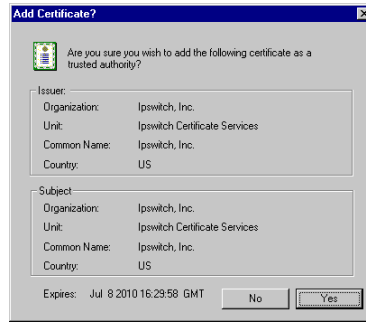 Add Certificate?
Are you sure you wish to add the following certificate as a
trusted authority?
Issuer:
Organization: Ipswitch, Inc.
Unit: Ipswitch Certificate Services
Common Name: Ipswitch, Inc.
Country: US
Subject
Organization: Ipswitch, Inc.
Unit: Ipswitch Certificate Services
Common Name: Ipswitch, Inc.
Country: US
Expires: Jul 8 2010 16:29:58 GMT
No Yes